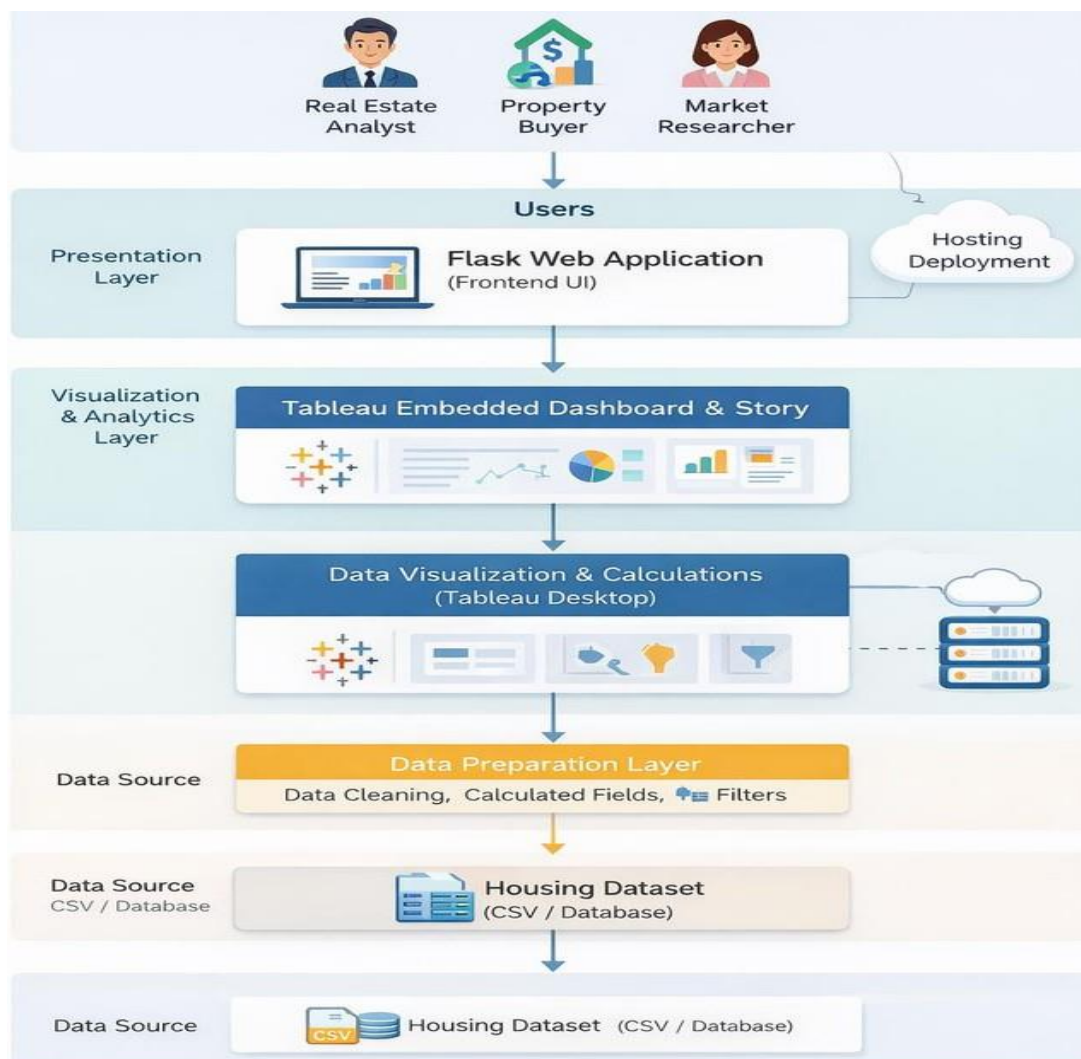 Real Estate
Analyst
Property
Buyer
Market
Researcher
Users
Presentation
Layer
Flask Web Application
(Frontend UI)
Hosting
Deployment
Visualization
& Analytics
Layer
Tableau Embedded Dashboard & Story
Data Visualization & Calculations
(Tableau Desktop)
Data Source
Data Preparation Layer
Data Cleaning, Calculated Fields, Filters
Data Source
CSV / Database
Housing Dataset
(CSV / Database)
Data Source
CSV
Housing Dataset (CSV / Database)